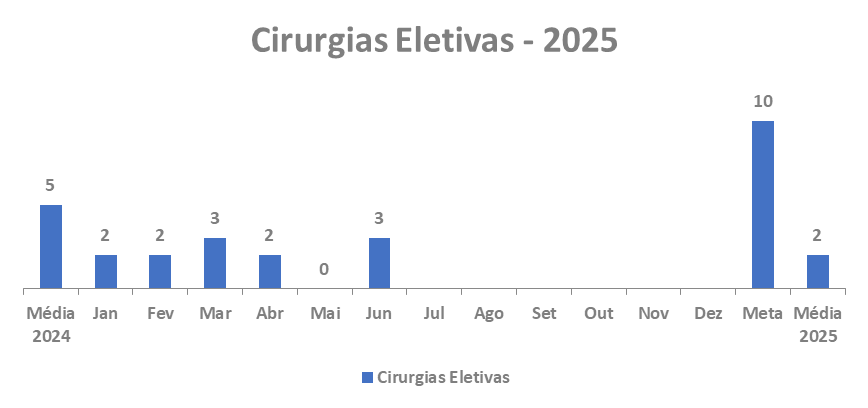 Cirurgias Eletivas - 2025
5
2
2
3
2
0
3
10
2
Média 2024
Jan
Fev
Mar
Abr
Mai
Jun
Jul
Ago
Set
Out
Nov
Dez
Meta
Média 2025
Cirurgias Eletivas